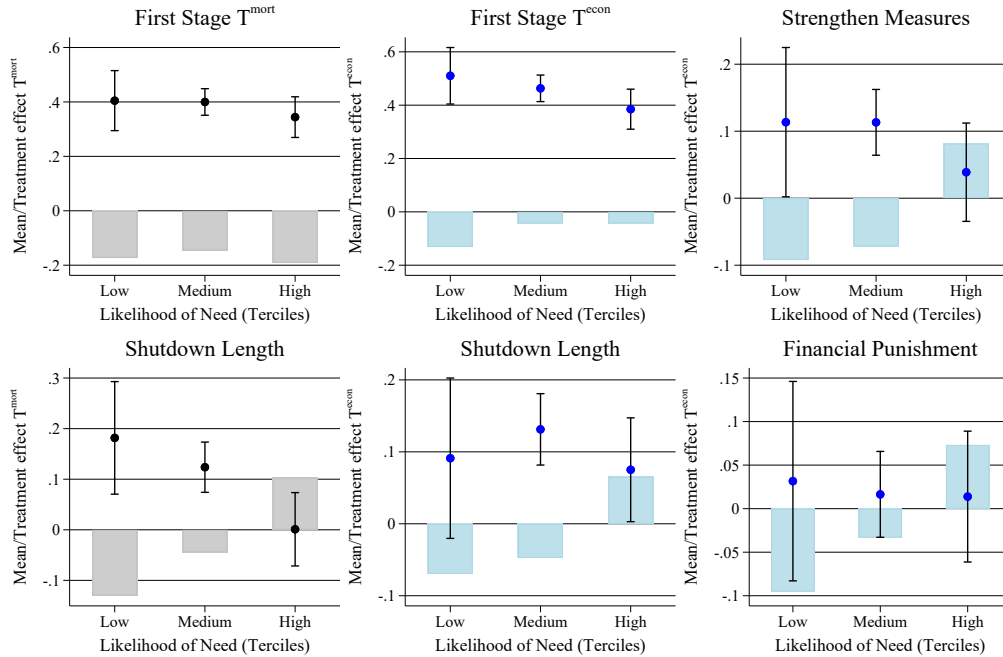 First Stage T^mort
Mean/Treatment effect T^mort
.6
.4
.2
0
-.2
Low Medium High
Likelihood of Need (Terciles)
First Stage T^econ
Mean/Treatment effect T^econ
.6
.4
.2
0
-.2
Low Medium High
Likelihood of Need (Terciles)
Strengthen Measures
Mean/Treatment effect T^econ
.2
.1
0
-.1
Low Medium High
Likelihood of Need (Terciles)
Shutdown Length
Mean/Treatment effect T^mort
.3
.2
.1
0
-.1
Low Medium High
Likelihood of Need (Terciles)
Shutdown Length
Mean/Treatment effect T^econ
.2
.1
0
-.1
Low Medium High
Likelihood of Need (Terciles)
Financial Punishment
Mean/Treatment effect T^econ
.15
.1
.05
0
-.05
-.1
Low Medium High
Likelihood of Need (Terciles)